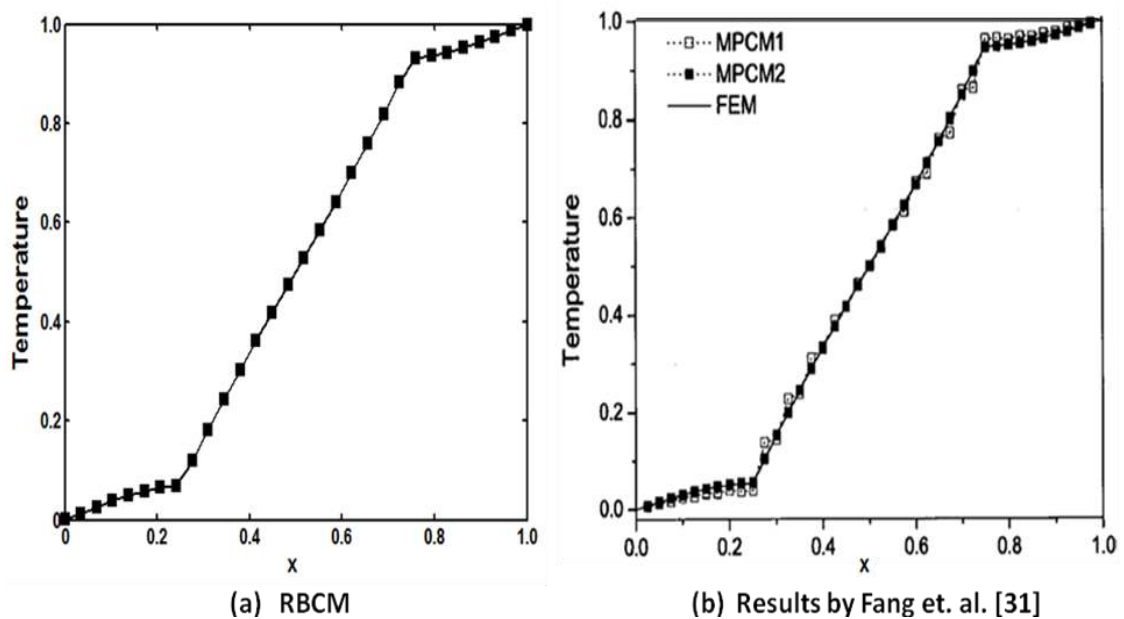 1.0
0.8
0.6
0.4
0.2
0
Temperature
0 0.2 0.4 0.6 0.8 1.0
x
(a) RBCM
1.0
0.8
0.6
0.4
0.2
0.0
Temperature
MPCM1
MPCM2
FEM
0.0 0.2 0.4 0.6 0.8 1.0
x
(b) Results by Fang et. al. [31]